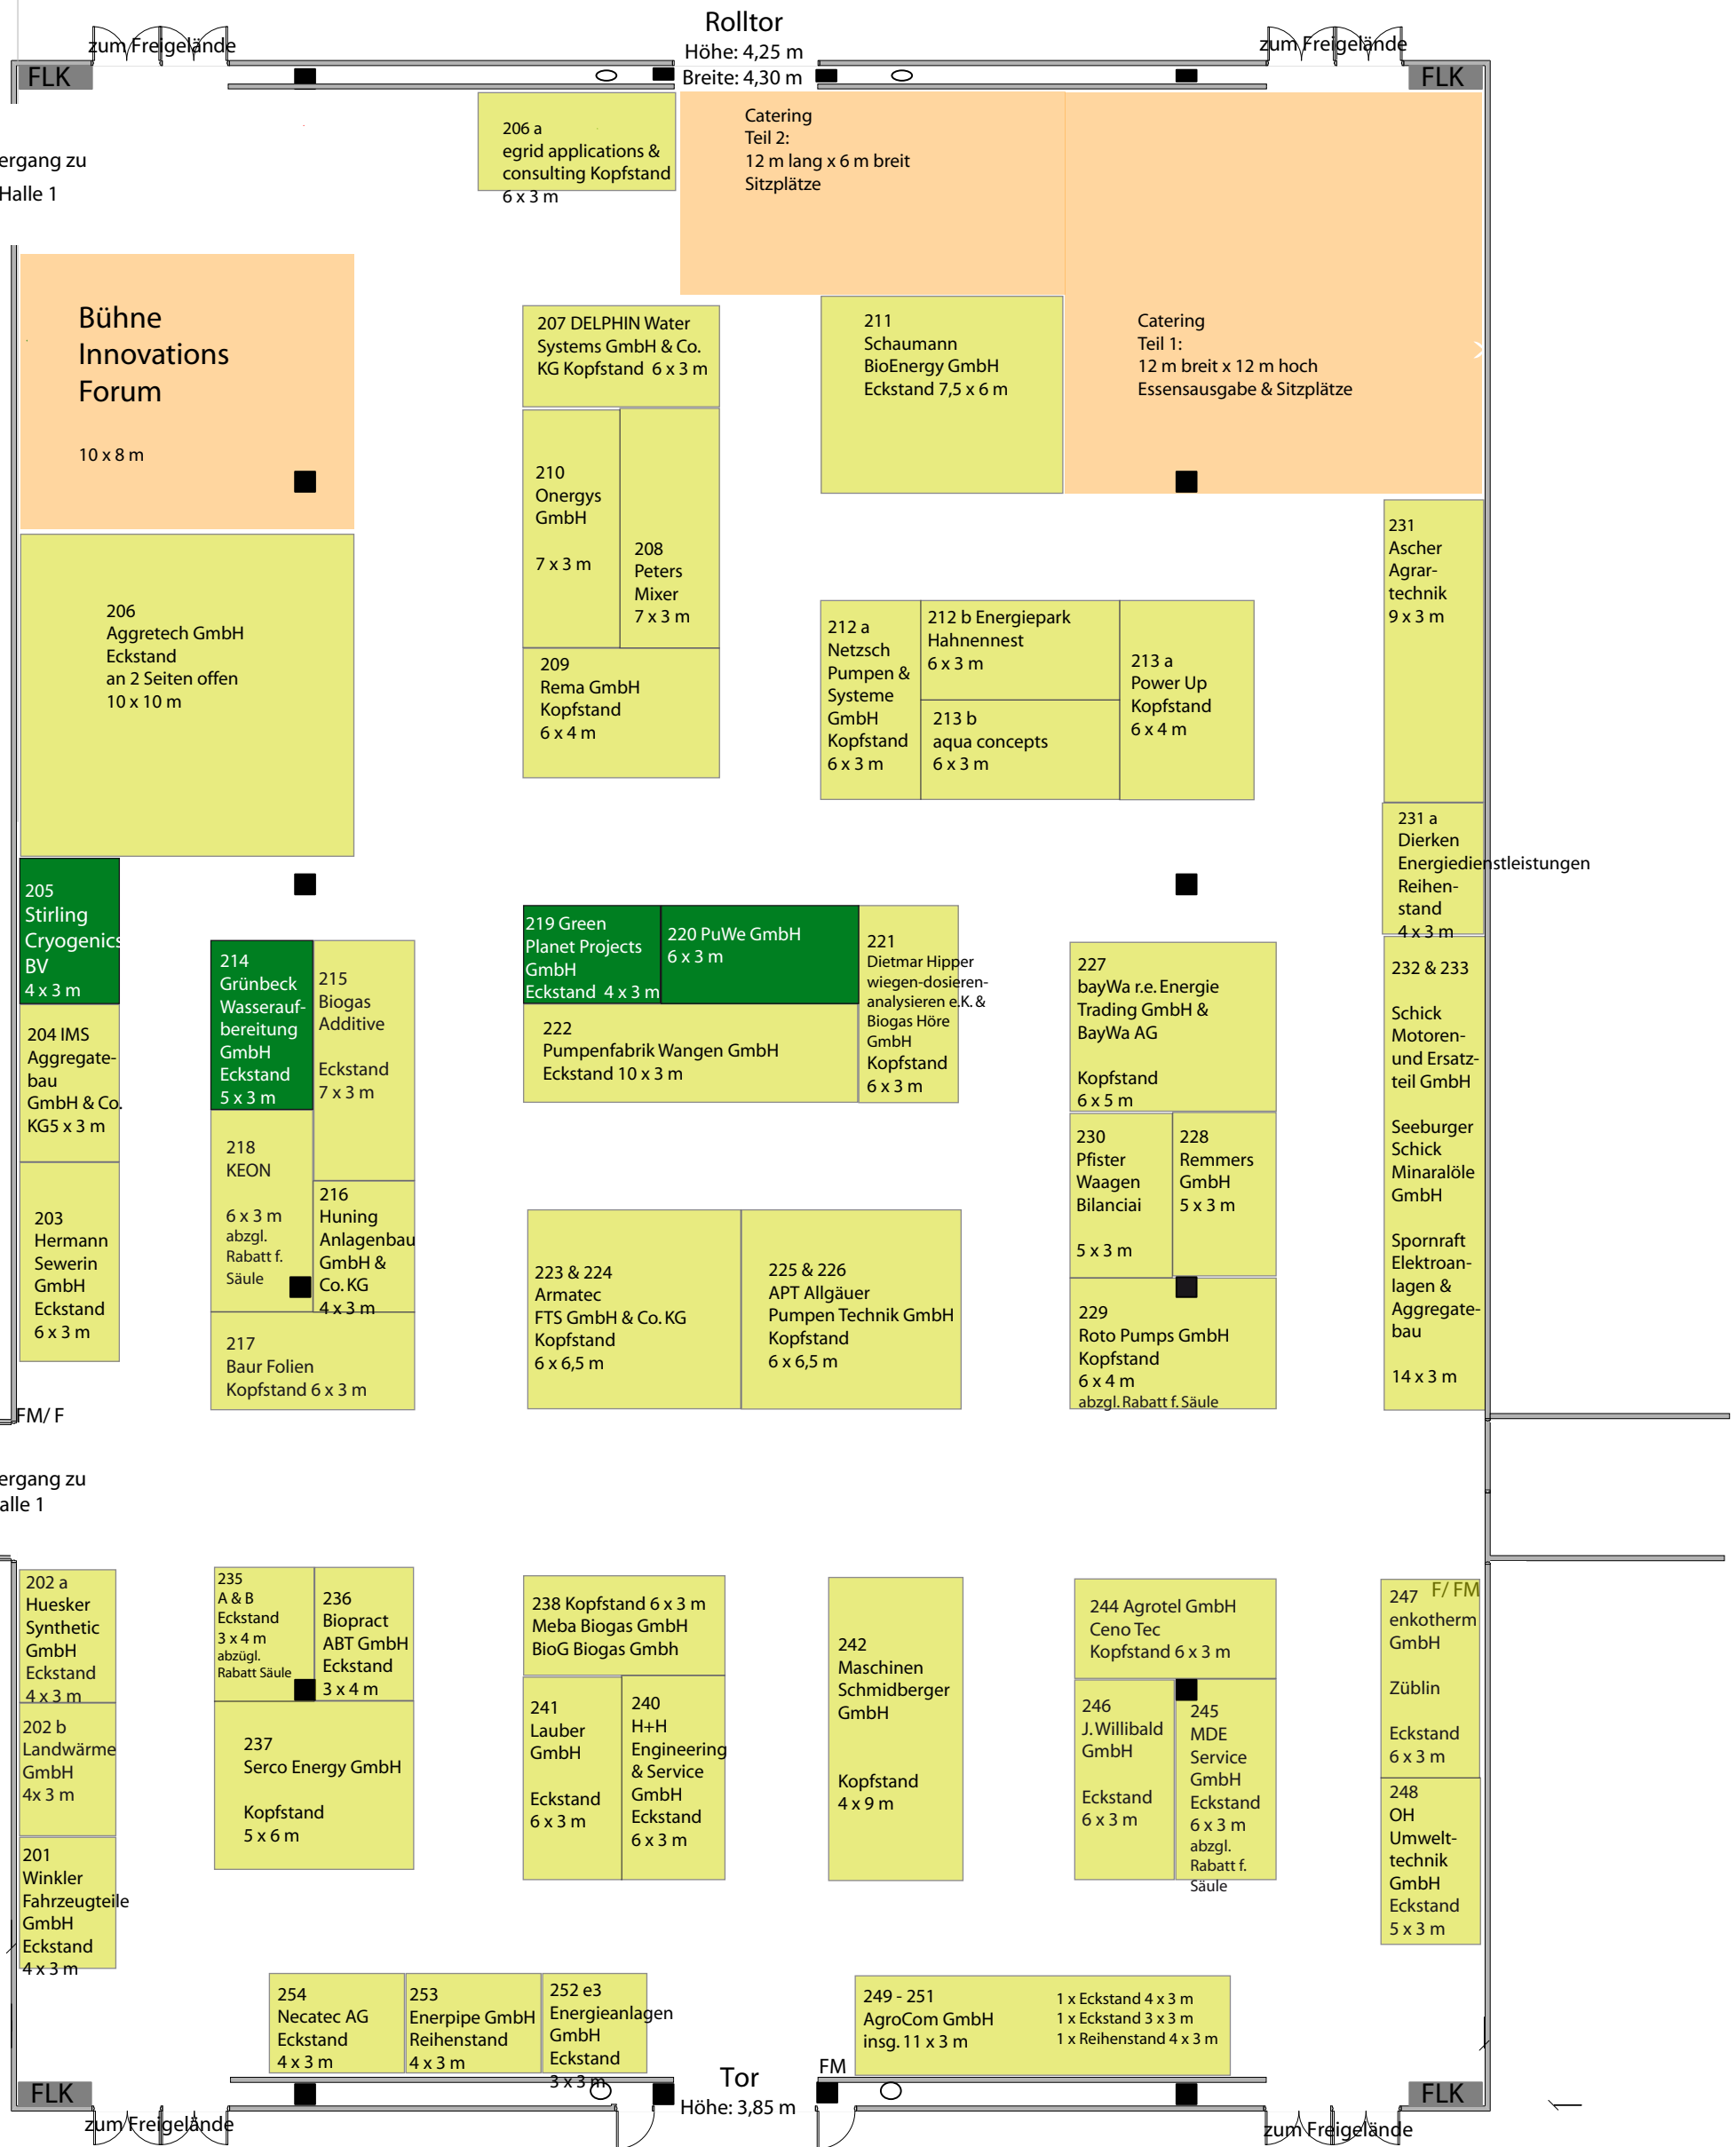 Rolltor
Höhe: 4,25 m
Breite: 4,30 m
zum Freigelände
zum Freigelände
FLK
FLK
ergang zu
Halle 1
206 a
egrid applications &
consulting Kopfstand
6 x 3 m
Catering
Teil 2:
12 m lang x 6 m breit
Sitzplätze
Bühne
Innovations
Forum
10 x 8 m
207 DELPHIN Water
Systems GmbH & Co.
KG Kopfstand 6 x 3 m
211
Schaumann
BioEnergy GmbH
Eckstand 7,5 x 6 m
Catering
Teil 1:
12 m breit x 12 m hoch
Essensausgabe & Sitzplätze
210
Onergys
GmbH
7 x 3 m
208
Peters
Mixer
7 x 3 m
231
Ascher
Agrar-
technik
9 x 3 m
206
Aggretech GmbH
Eckstand
an 2 Seiten offen
10 x 10 m
209
Rema GmbH
Kopfstand
6 x 4 m
212 a
Netzsch
Pumpen &
Systeme
GmbH
Kopfstand
6 x 3 m
212 b Energiepark
Hahnennest
6 x 3 m
213 b
aqua concepts
6 x 3 m
213 a
Power Up
Kopfstand
6 x 4 m
231 a
Dierken
Energiedienstleistungen
Reihen-
stand
4 x 3 m
205
Stirling
Cryogenics
BV
4 x 3 m
204 IMS
Aggregate-
bau
GmbH & Co.
KG5 x 3 m
203
Hermann
Sewerin
GmbH
Eckstand
6 x 3 m
214
Grünbeck
Wasserauf-
bereitung
GmbH
Eckstand
5 x 3 m
215
Biogas
Additive
Eckstand
7 x 3 m
218
KEON
6 x 3 m
abzgl.
Rabatt f.
Säule
216
Huning
Anlagenbau
GmbH &
Co. KG
4 x 3 m
217
Baur Folien
Kopfstand 6 x 3 m
219 Green
Planet Projects
GmbH
Eckstand 4 x 3 m
220 PuWe GmbH
6 x 3 m
221
Dietmar Hipper
wiegen-dosieren-
analysieren e.K. &
Biogas Höre
GmbH
Kopfstand
6 x 3 m
222
Pumpenfabrik Wangen GmbH
Eckstand 10 x 3 m
223 & 224
Armatec
FTS GmbH & Co. KG
Kopfstand
6 x 6,5 m
225 & 226
APT Allgäuer
Pumpen Technik GmbH
Kopfstand
6 x 6,5 m
227
bayWa r.e. Energie
Trading GmbH &
BayWa AG
Kopfstand
6 x 5 m
230
Pfister
Waagen
Bilanciai
5 x 3 m
228
Remmers
GmbH
5 x 3 m
229
Roto Pumps GmbH
Kopfstand
6 x 4 m
abzgl. Rabatt f. Säule
232 & 233
Schick
Motoren-
und Ersatz-
teil GmbH
Seeburger
Schick
Minaralöle
GmbH
Spornraft
Elektroan-
lagen &
Aggregate-
bau
14 x 3 m
FM/ F
ergang zu
alle 1
202 a
Huesker
Synthetic
GmbH
Eckstand
4 x 3 m
202 b
Landwärme
GmbH
4x 3 m
201
Winkler
Fahrzeugteile
GmbH
Eckstand
4 x 3 m
235
A & B
Eckstand
3 x 4 m
abzügl.
Rabatt Säule
236
Biopract
ABT GmbH
Eckstand
3 x 4 m
237
Serco Energy GmbH
Kopfstand
5 x 6 m
238 Kopfstand 6 x 3 m
Meba Biogas GmbH
BioG Biogas Gmbh
241
Lauber
GmbH
Eckstand
6 x 3 m
240
H+H
Engineering
& Service
GmbH
Eckstand
6 x 3 m
242
Maschinen
Schmidberger
GmbH
Kopfstand
4 x 9 m
244 Agrotel GmbH
Ceno Tec
Kopfstand 6 x 3 m
246
J. Willibald
GmbH
Eckstand
6 x 3 m
245
MDE
Service
GmbH
Eckstand
6 x 3 m
abzgl.
Rabatt f.
Säule
F/ FM
247
enkotherm
GmbH
Züblin
Eckstand
6 x 3 m
248
OH
Umwelt-
technik
GmbH
Eckstand
5 x 3 m
254
Necatec AG
Eckstand
4 x 3 m
253
Enerpipe GmbH
Reihenstand
4 x 3 m
252 e3
Energieanlagen
GmbH
Eckstand
3 x 3 m
249 - 251
AgroCom GmbH
insg. 11 x 3 m
1 x Eckstand 4 x 3 m
1 x Eckstand 3 x 3 m
1 x Reihenstand 4 x 3 m
FM
Tor
Höhe: 3,85 m
FLK
FLK
zum Freigelände
zum Freigelände